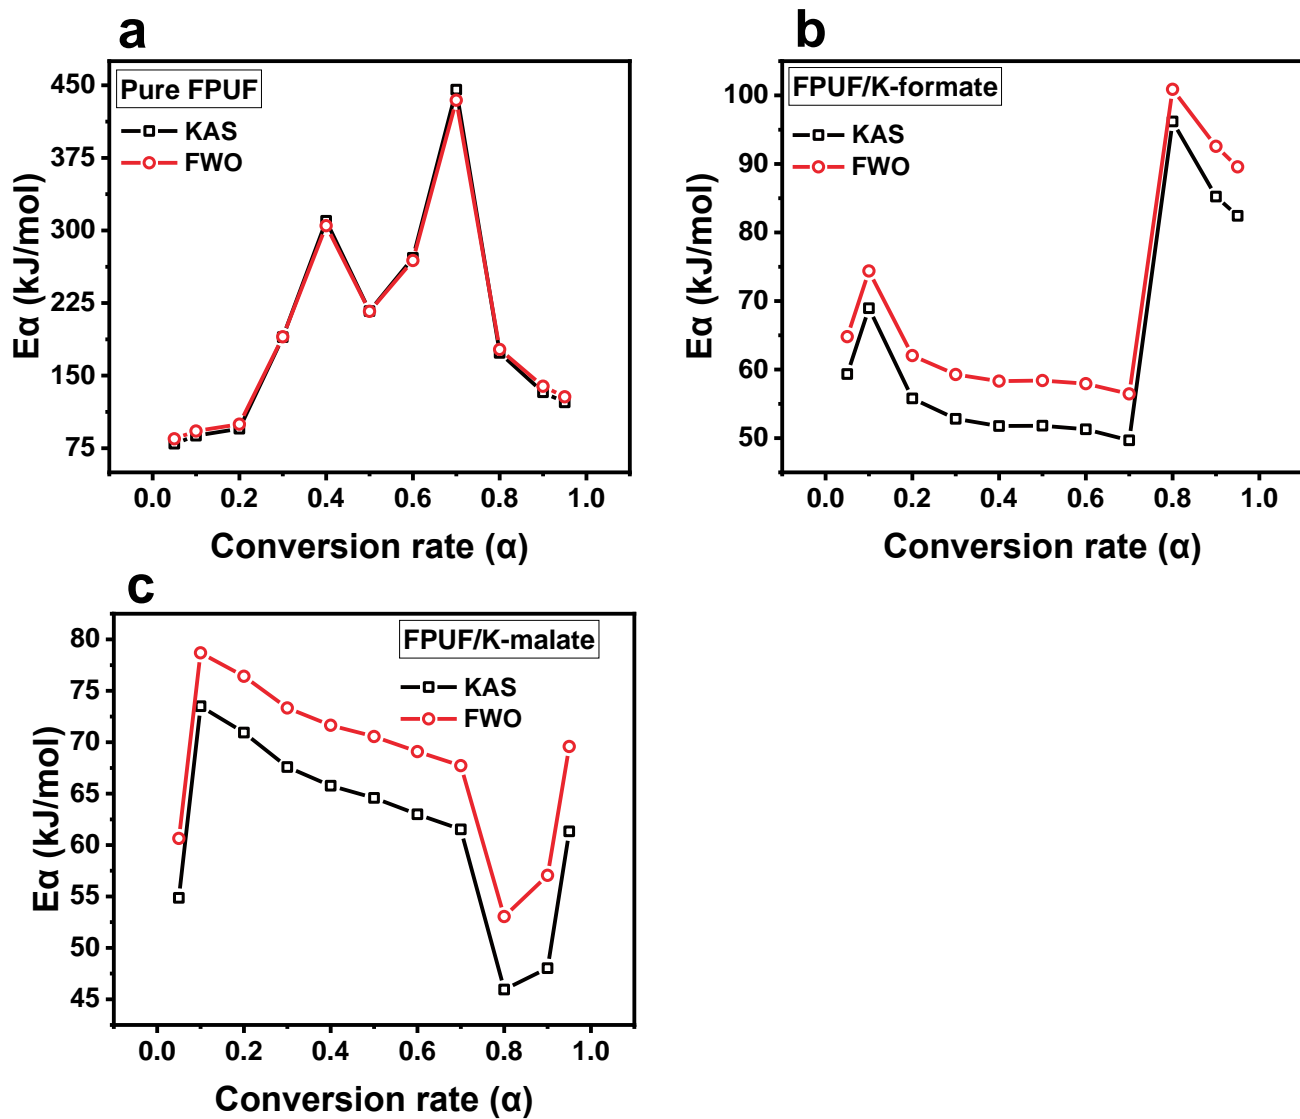 a
Pure FPUF
KAS
FWO
450
375
300
225
150
75
Eα (kJ/mol)
0.0 0.2 0.4 0.6 0.8 1.0
Conversion rate (α)
b
FPUF/K-formate
KAS
FWO
100
90
80
70
60
50
Eα (kJ/mol)
0.0 0.2 0.4 0.6 0.8 1.0
Conversion rate (α)
c
FPUF/K-malate
KAS
FWO
80
75
70
65
60
55
50
45
Eα (kJ/mol)
0.0 0.2 0.4 0.6 0.8 1.0
Conversion rate (α)